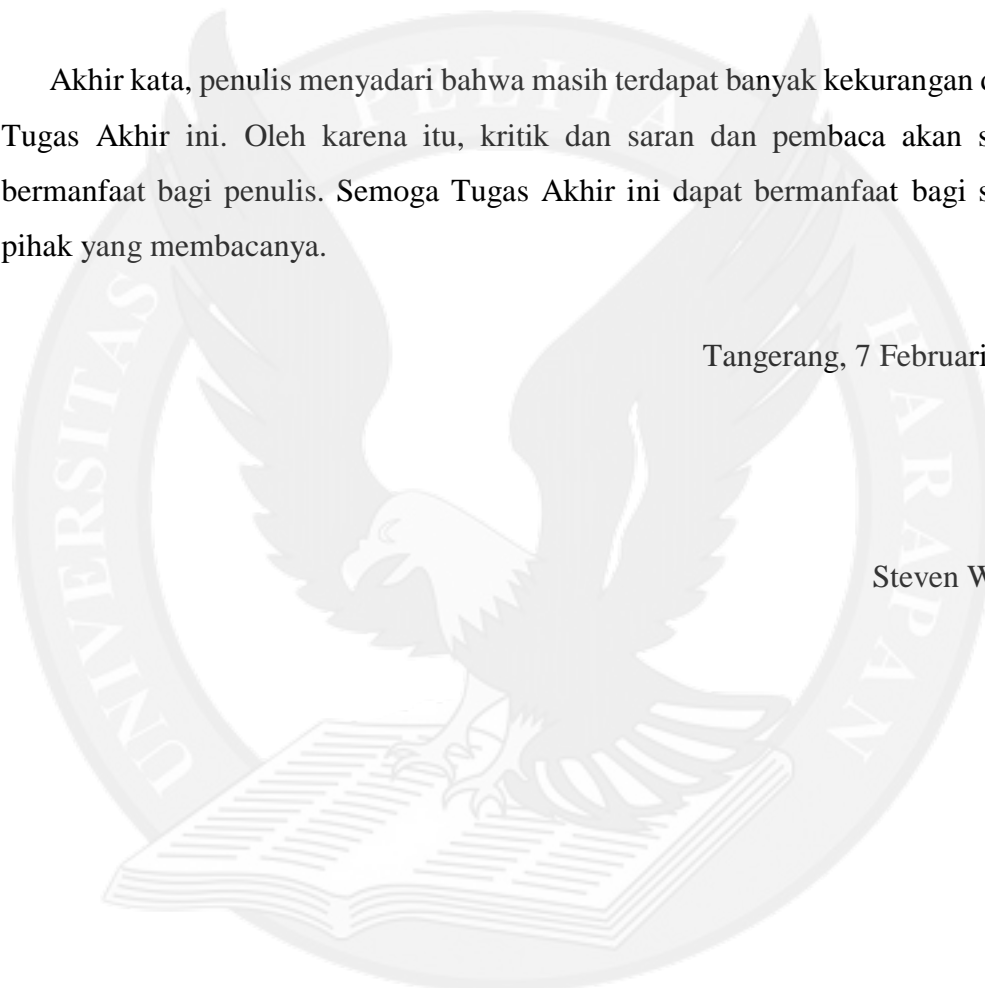 Akhir kata, penulis menyadari bahwa masih terdapat banyak kekurangan
Tugas Akhir ini. Oleh karena itu, kritik dan saran dan pembaca akan
bermanfaat bagi penulis. Semoga Tugas Akhir ini dapat bermanfaat bagi
pihak yang membacanya.
Tangerang, 7 Februari
Steven W
UNIVERSITAS PELITA HARAPAN